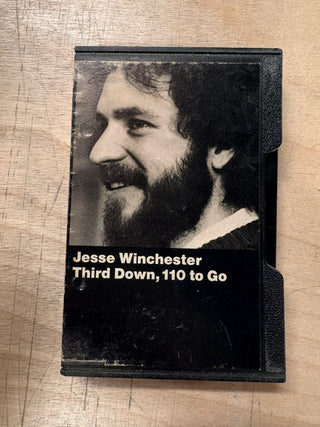 Jesse Winchester
Third Down, 110 to Go